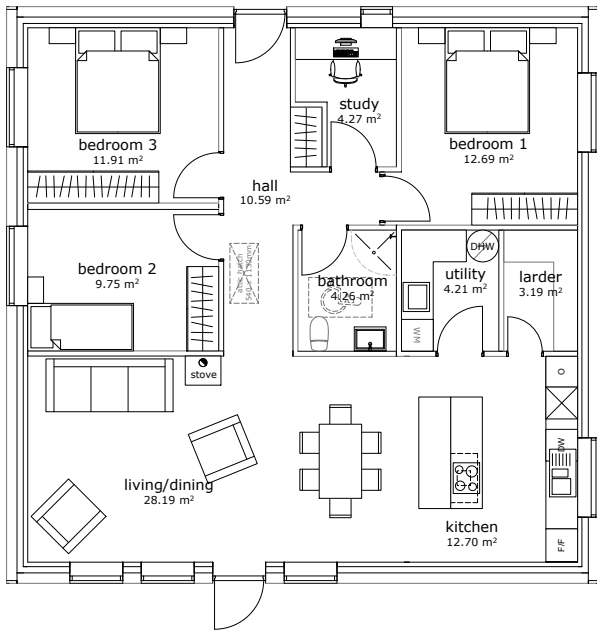 study
4.27 m²
bedroom 3
11.91 m²
bedroom 1
12.69 m²
hall
10.59 m²
bedroom 2
9.75 m²
DHW
bathroom
4.26 m²
utility
4.21 m²
larder
3.19 m²
WM
stove
DW
living/dining
28.19 m²
kitchen
12.70 m²
F/F